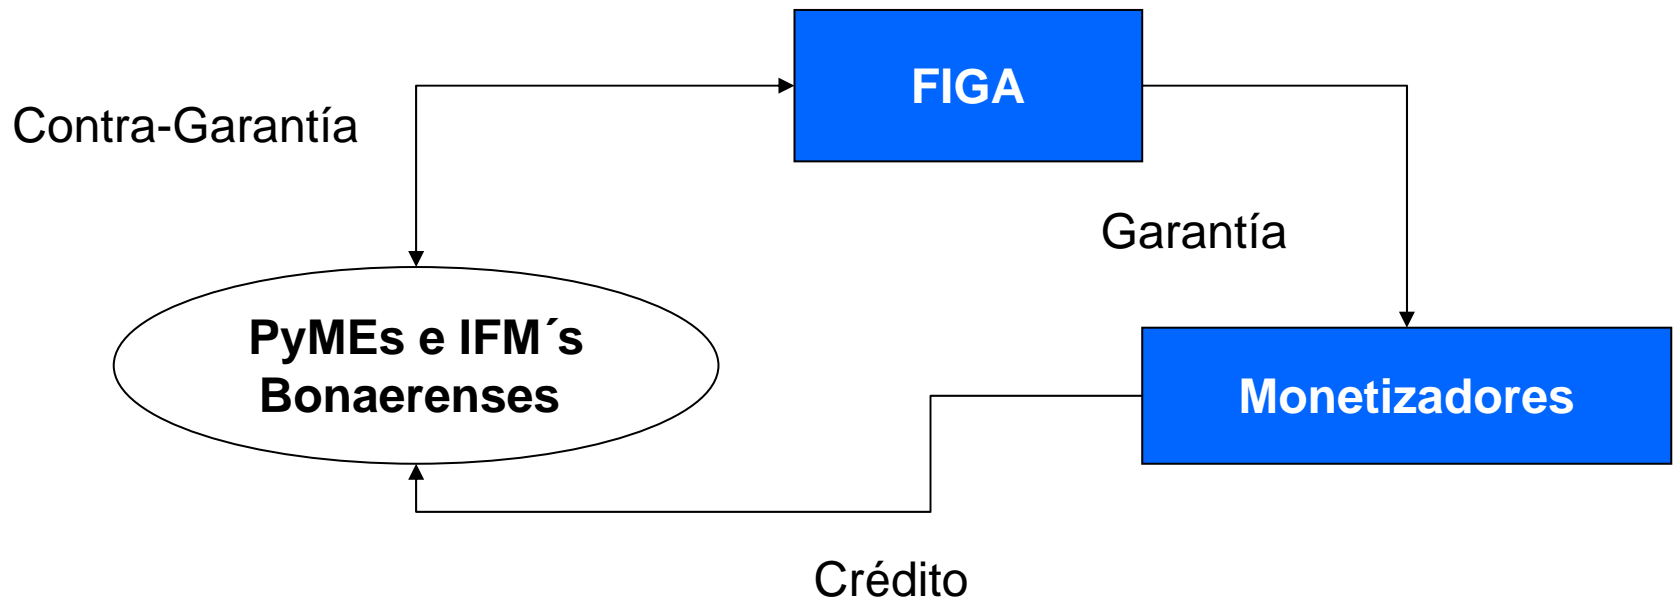 FIGA
Contra-Garantía
Garantía
PyMEs e IFM´s
Bonaerenses
Monetizadores
Crédito